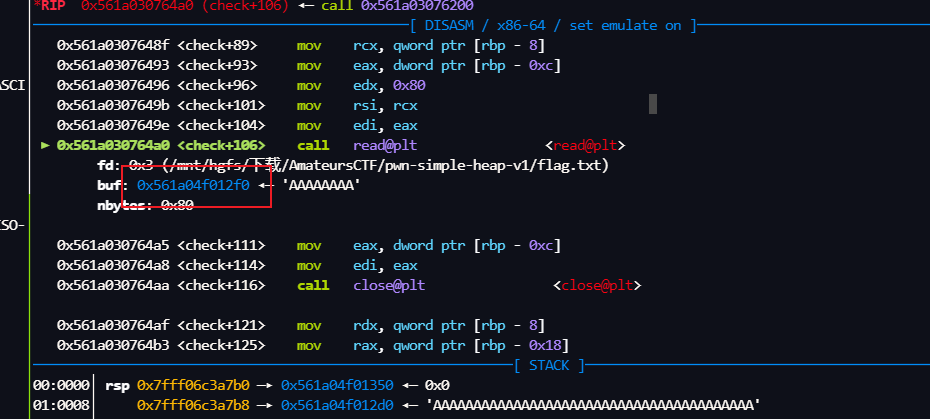 *RIP  0x561a030764a0 (check+106) ◂— call 0x561a03076200
[ DISASM / x86-64 / set emulate on ]
0x561a0307648f <check+89>     mov    rcx, qword ptr [rbp - 8]
0x561a03076493 <check+93>     mov    eax, dword ptr [rbp - 0xc]
0x561a03076496 <check+96>     mov    edx, 0x80
ASCI
0x561a0307649b <check+101>    mov    rsi, rcx
0x561a0307649e <check+104>    mov    edi, eax
► 0x561a030764a0 <check+106>    call   read@plt                      <read@plt>
fd: 0x3 (/mnt/hgfs/下载/AmateursCTF/pwn-simple-heap-v1/flag.txt)
buf: 0x561a04f012f0 ◂— 'AAAAAAAA'
nbytes: 0x80
ISO-
0x561a030764a5 <check+111>    mov    eax, dword ptr [rbp - 0xc]
0x561a030764a8 <check+114>    mov    edi, eax
0x561a030764aa <check+116>    call   close@plt                      <close@plt>
0x561a030764af <check+121>    mov    rdx, qword ptr [rbp - 8]
0x561a030764b3 <check+125>    mov    rax, qword ptr [rbp - 0x18]
[ STACK ]
00:0000│ rsp 0x7fff06c3a7b0 —▸ 0x561a04f01350 ◂— 0x0
01:0008│     0x7fff06c3a7b8 —▸ 0x561a04f012d0 ◂— 'AAAAAAAAAAAAAAAAAAAAAAAAAAAAAAAAAAAAAAAA'